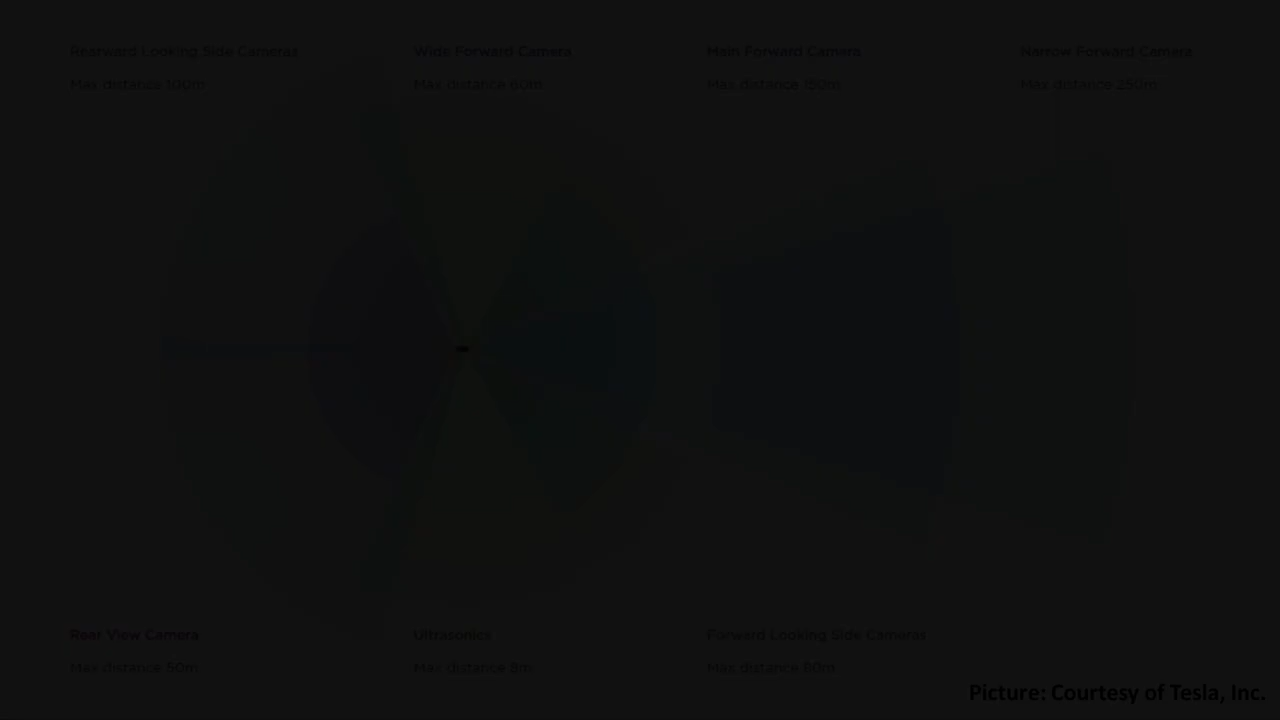 Rearward Looking Side Cameras
Max distance 100m
Wide Forward Camera
Max distance 60m
Main Forward Camera
Max distance 150m
Narrow Forward Camera
Max distance 250m
Rear View Camera
Max distance 50m
Ultrasonics
Max distance 8m
Forward Looking Side Cameras
Max distance 80m
Picture: Courtesy of Tesla, Inc.